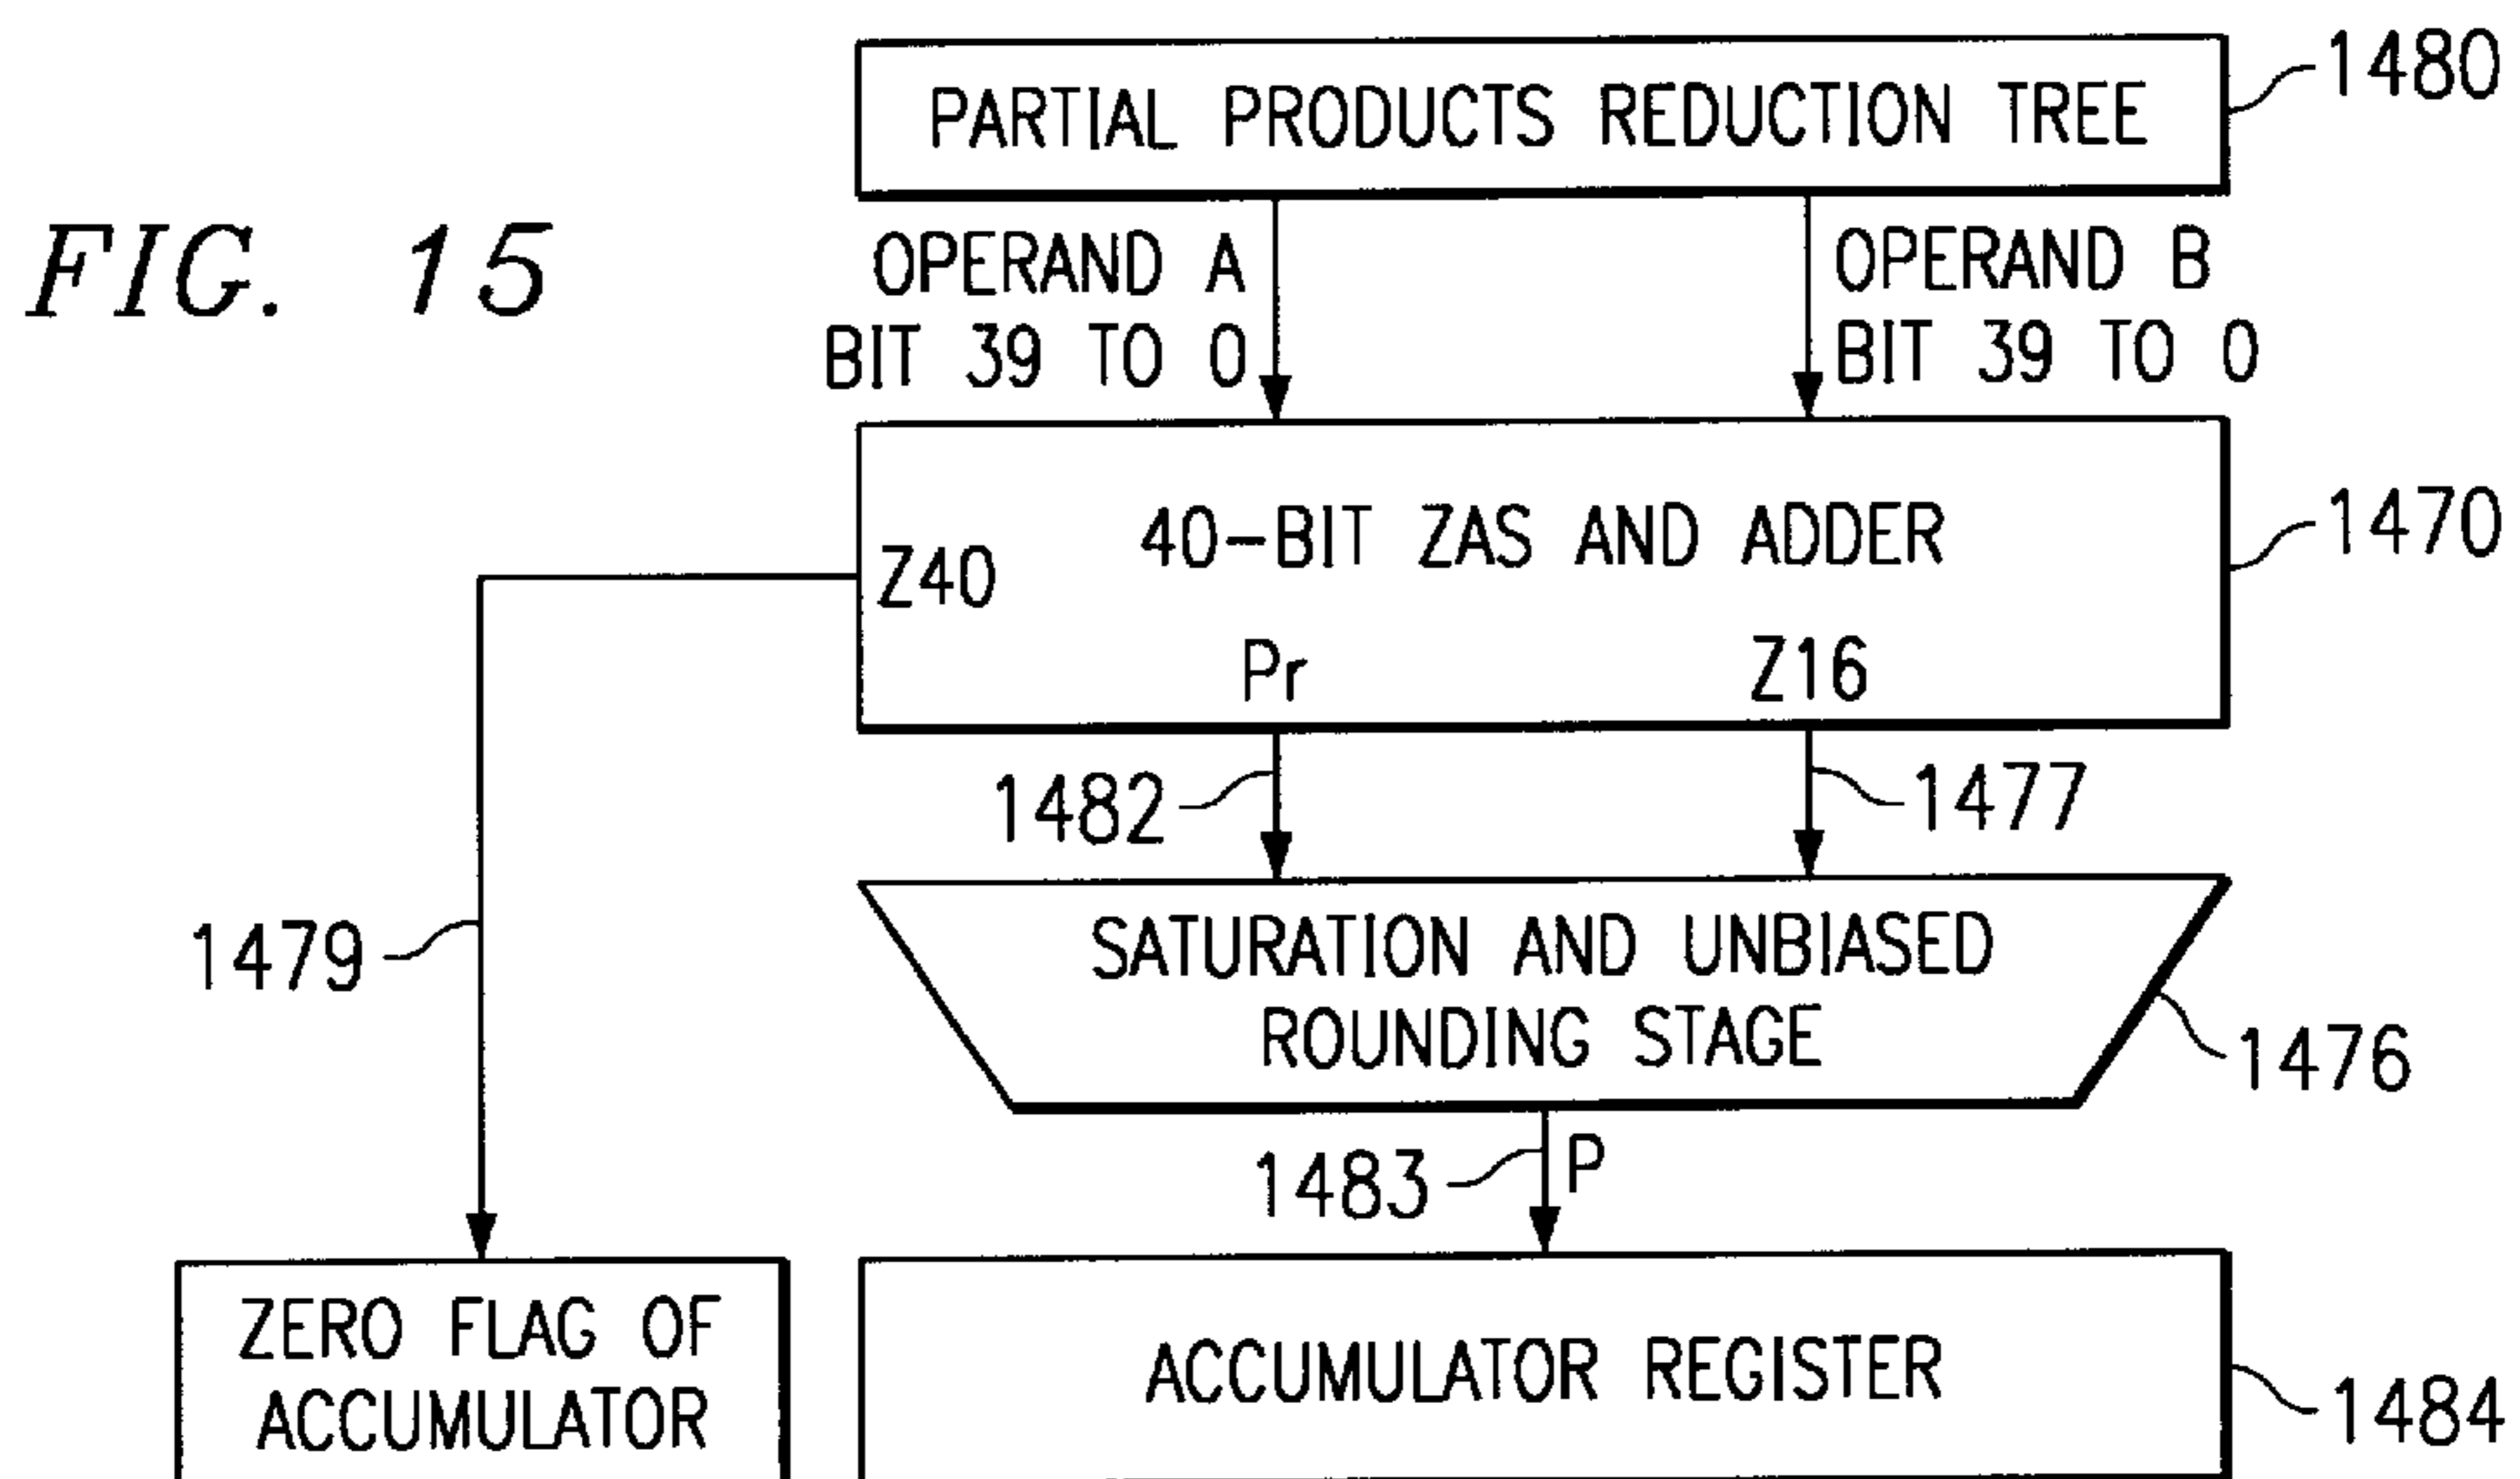 1480
PARTIAL PRODUCTS REDUCTION TREE
FIG. 15
OPERAND A
BIT 39 TO 0
OPERAND B
BIT 39 TO 0
1470
40-BIT ZAS AND ADDER
Z40
Pr
Z16
1482
1477
1479
SATURATION AND UNBIASED
ROUNDING STAGE
1476
1483
P
ZERO FLAG OF
ACCUMULATOR
ACCUMULATOR REGISTER
1484